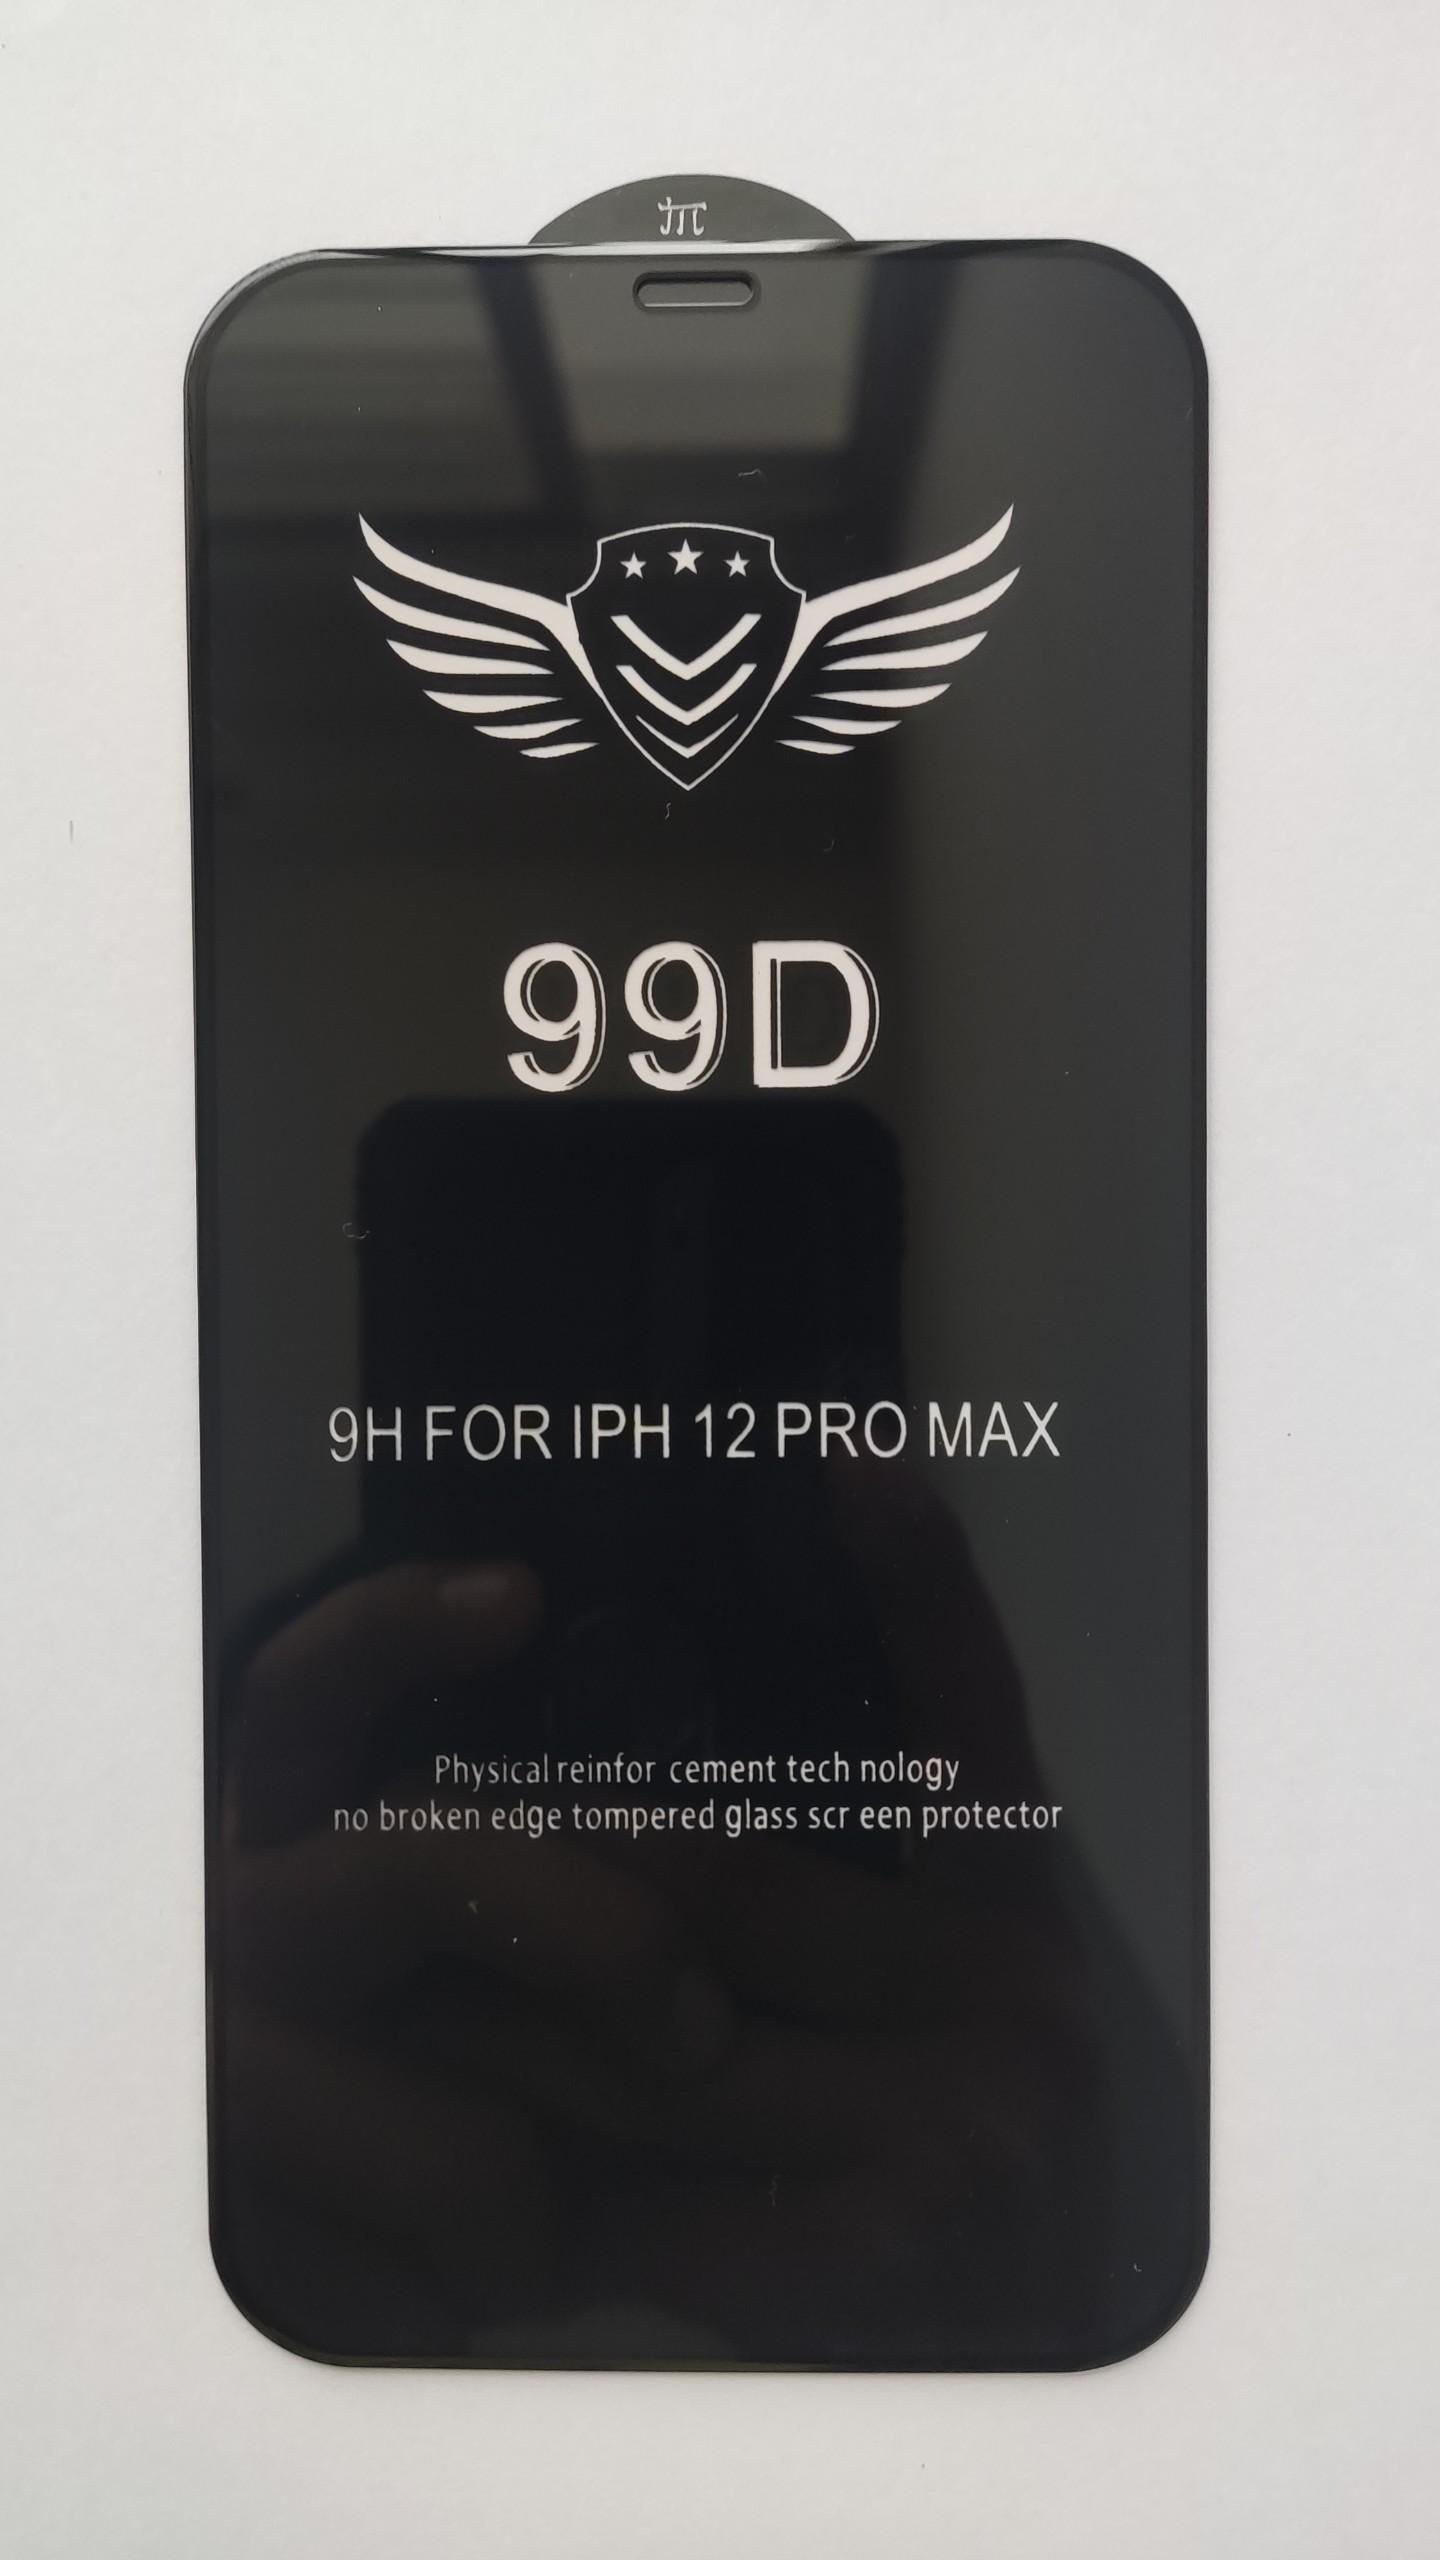 正
99D
9H FOR IPH 12 PRO MAX
Physical reinfor cement tech nology
no broken edge tompered glass scr een protector